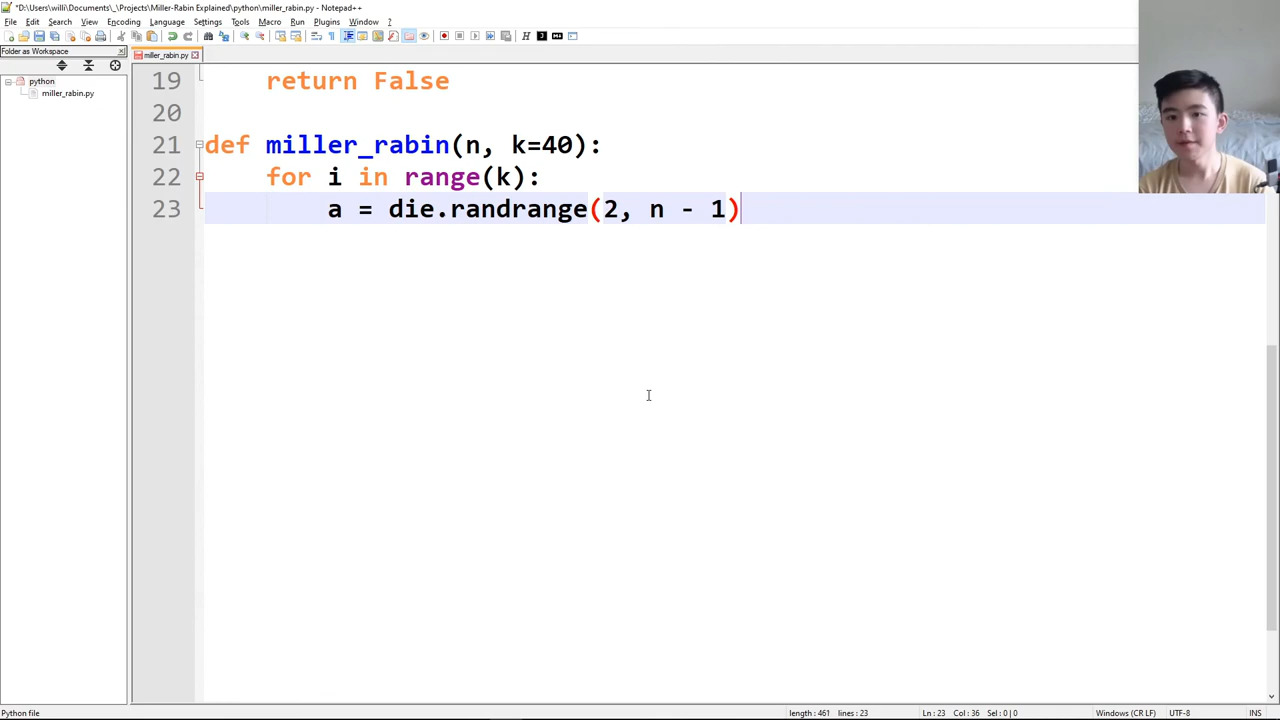 *D:\Users\willi\Documents\_\Projects\Miller-Rabin Explained\python\miller_rabin.py - Notepad++
File Edit Search View Encoding Language Settings Tools Macro Run Plugins Window ?
Folder as Workspace
miller_rabin.py
python
miller_rabin.py
19 return False
20
21 def miller_rabin(n, k=40):
22 for i in range(k):
23 a = die.randrange(2, n - 1)
Python file length : 461 lines : 23 Ln : 23 Col : 36 Sel : 0 | 0 Windows (CR LF) UTF-8 INS